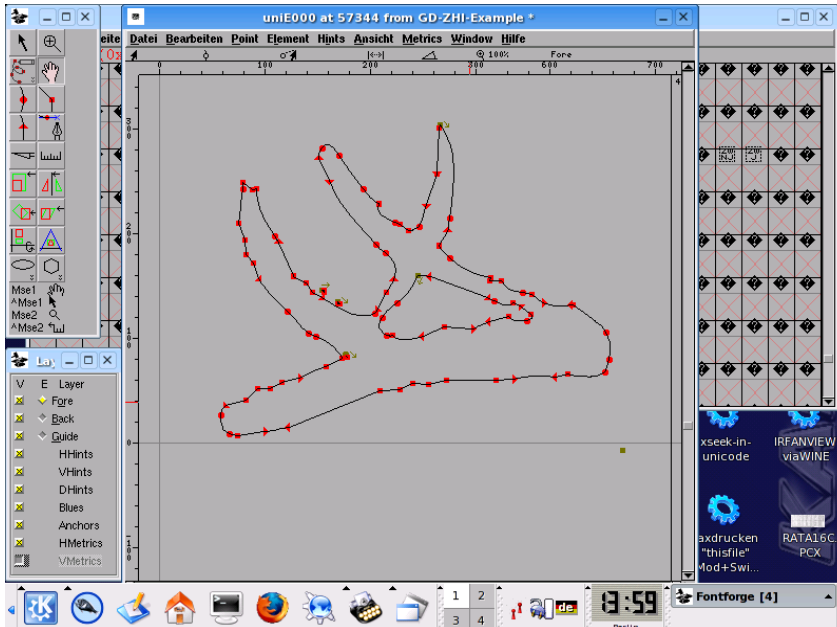 uniE000 at 57344 from GD-ZHI-Example *
Datei Bearbeiten Point Element Hints Ansicht Metrics Window Hilfe
100% Fore
0 100 200 300 600 700
eite
Mse1
^Mse1
Mse2
^Mse2
V E Layer
Fore
Back
Guide
HHints
VHints
DHints
Blues
Anchors
HMetrics
VMetrics
xseek-in-unicode
IRFANVIEW viaWINE
axdrucken "thisfile" Mod+Swi...
RATA16C. PCX
1 2
3 4
de
13:59
Berlin
Fontforge [4]